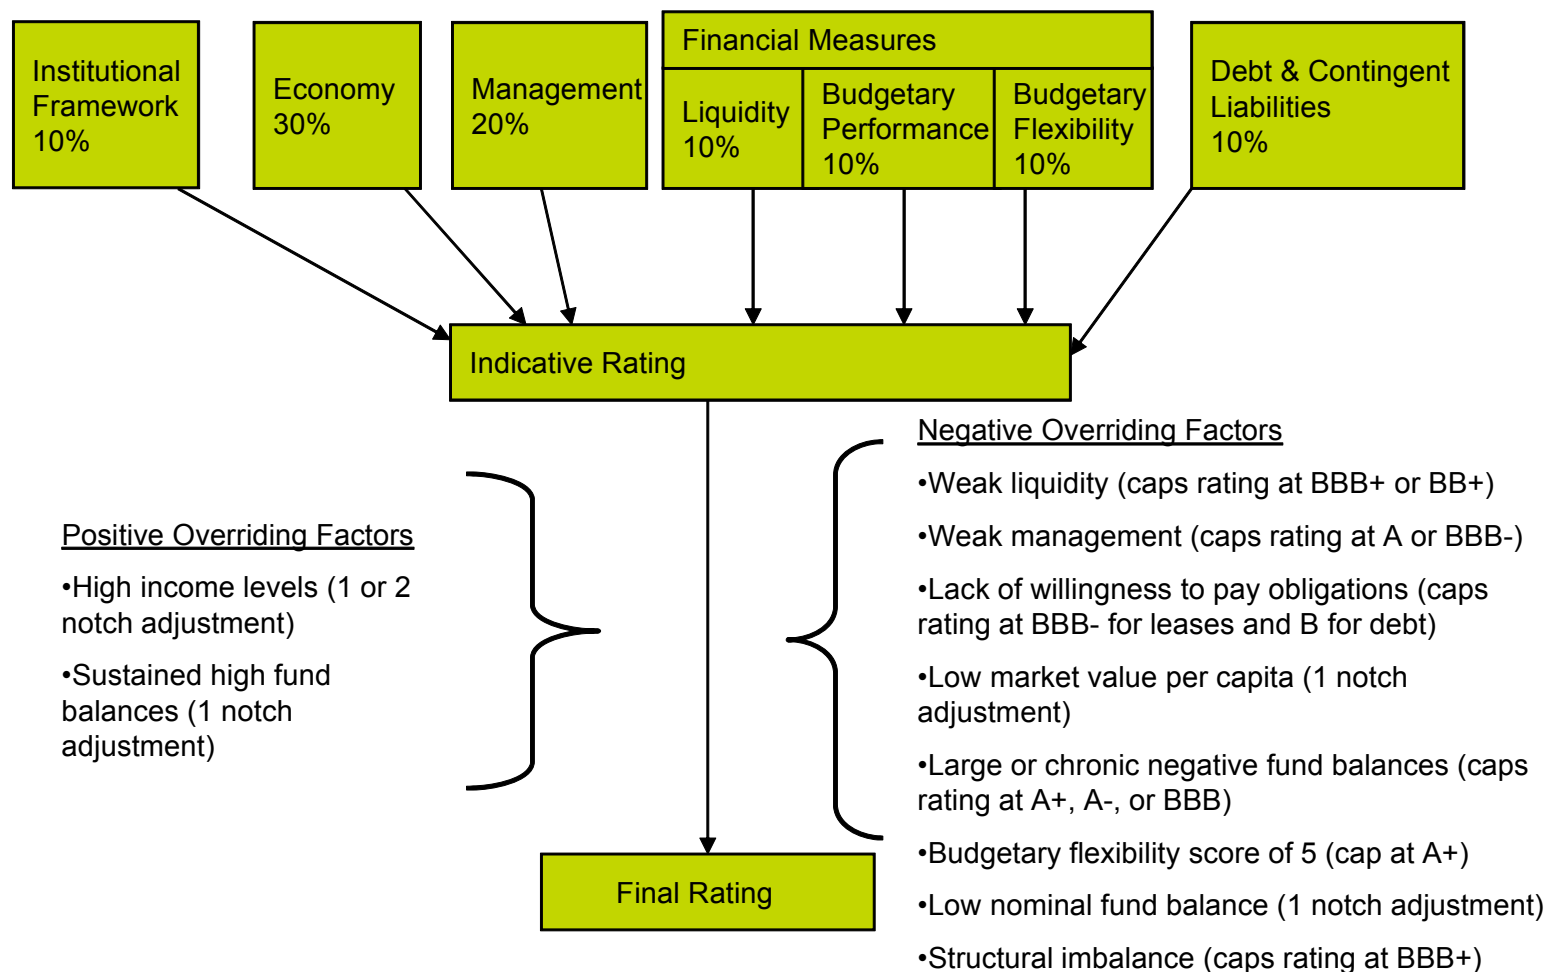 Institutional
Framework
10%
Economy
30%
Management
20%
Financial Measures
Liquidity
10%
Budgetary
Performance
10%
Budgetary
Flexibility
10%
Debt & Contingent
Liabilities
10%
Indicative Rating
Positive Overriding Factors
•High income levels (1 or 2
notch adjustment)
•Sustained high fund
balances (1 notch
adjustment)
Negative Overriding Factors
•Weak liquidity (caps rating at BBB+ or BB+)
•Weak management (caps rating at A or BBB-)
•Lack of willingness to pay obligations (caps
rating at BBB- for leases and B for debt)
•Low market value per capita (1 notch
adjustment)
•Large or chronic negative fund balances (caps
rating at A+, A-, or BBB)
•Budgetary flexibility score of 5 (cap at A+)
•Low nominal fund balance (1 notch adjustment)
•Structural imbalance (caps rating at BBB+)
Final Rating